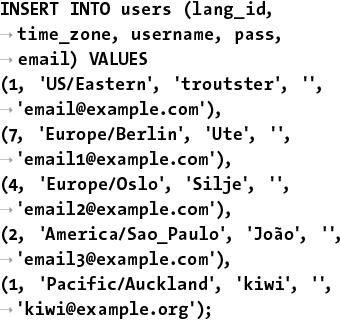 INSERT INTO users (lang_id,
→ time_zone, username, pass,
→ email) VALUES
(1, 'US/Eastern', 'troutster', '',
→ 'email@example.com'),
(7, 'Europe/Berlin', 'Ute', '',
→ 'email1@example.com'),
(4, 'Europe/Oslo', 'Silje', '',
→ 'email2@example.com'),
(2, 'America/Sao_Paulo', 'João', '',
→ 'email3@example.com'),
(1, 'Pacific/Auckland', 'kiwi', '',
→ 'kiwi@example.org');